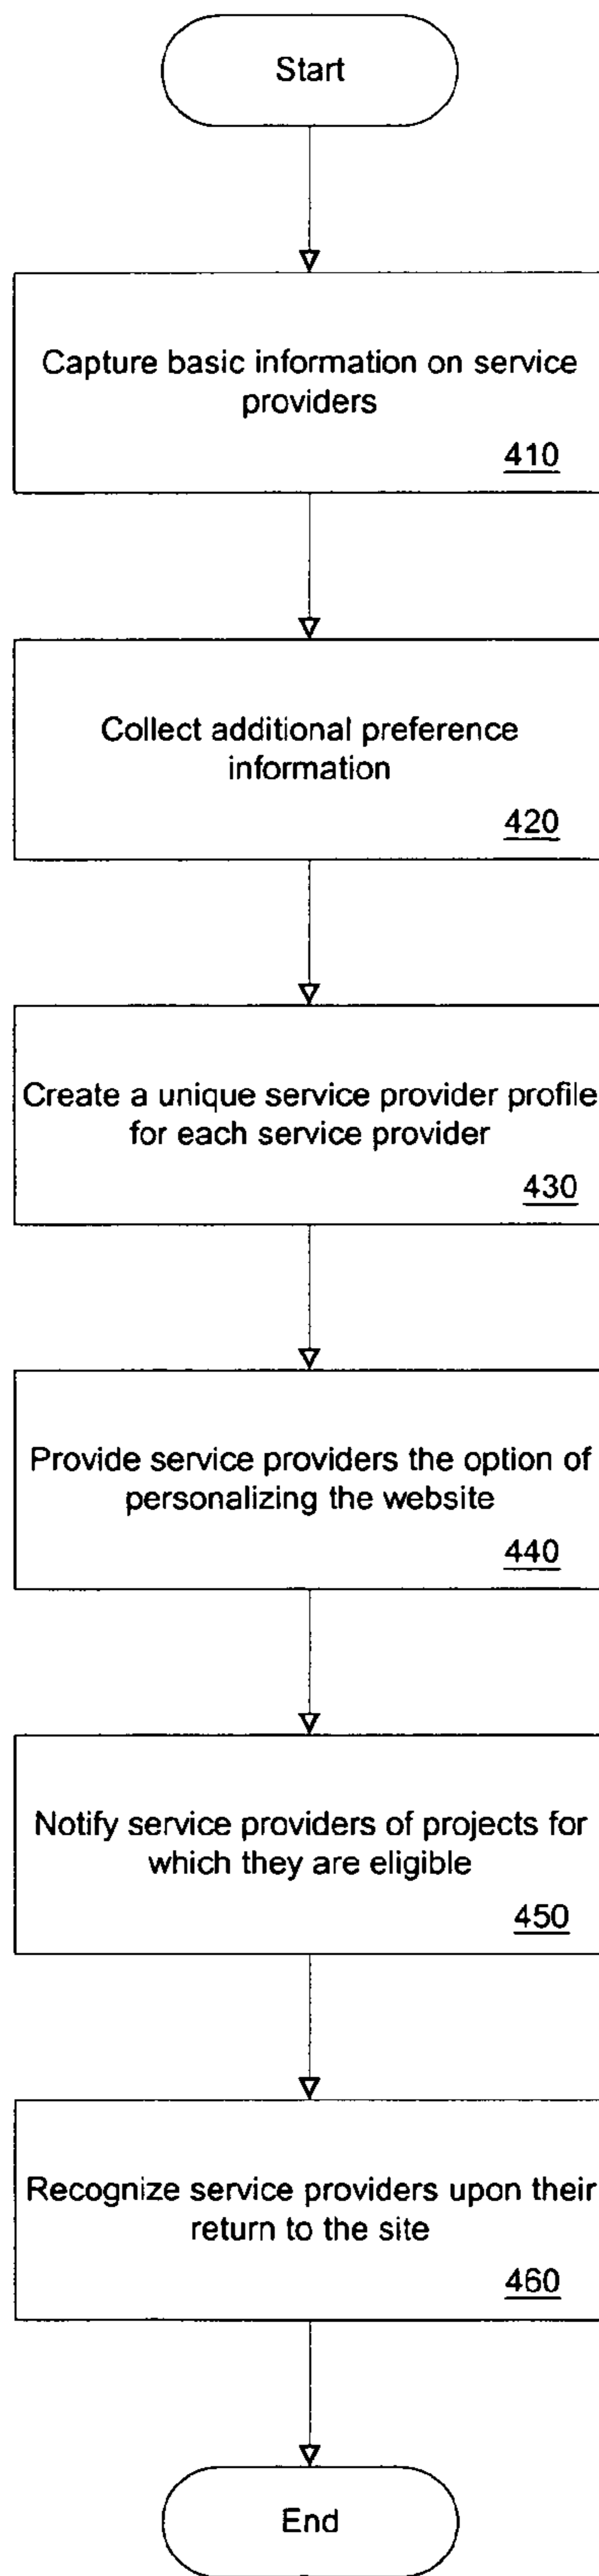 Start
Capture basic information on service
providers
410
Collect additional preference
information
420
Create a unique service provider profile
for each service provider
430
Provide service providers the option of
personalizing the website
440
Notify service providers of projects for
which they are eligible
450
Recognize service providers upon their
return to the site
460
End